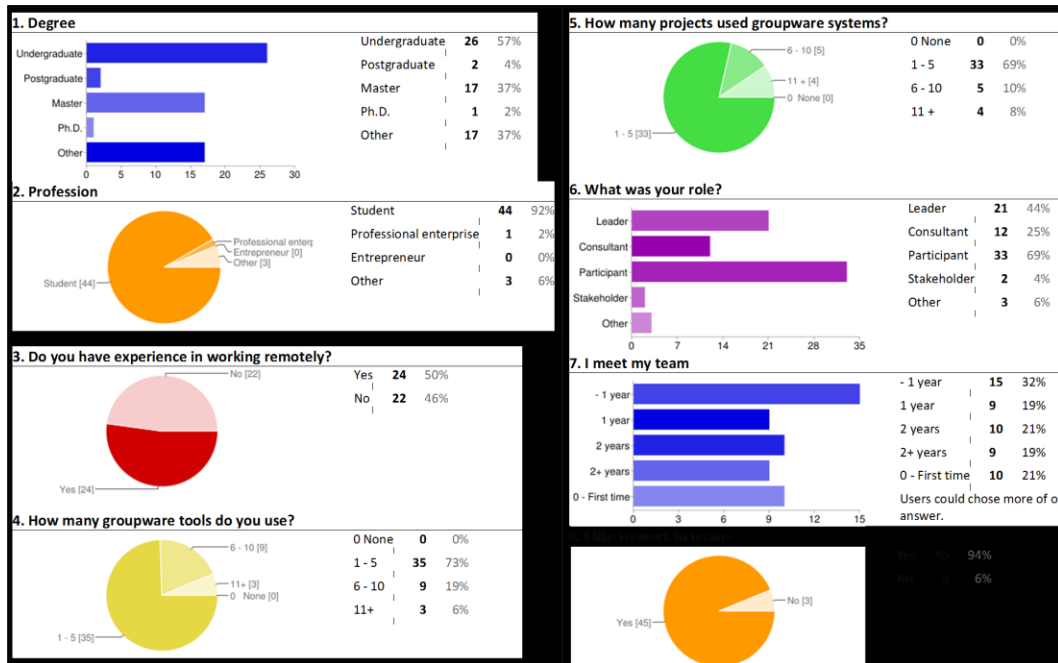 1. Degree
Undergraduate
Postgraduate
Master
Ph.D.
Other
0 5 10 15 20 25 30
Undergraduate 26 57%
Postgraduate 2 4%
Master 17 37%
Ph.D. 1 2%
Other 17 37%
2. Profession
Professional enterp
Entrepreneur [0]
Other [3]
Student [44]
Student 44 92%
Professional enterprise 1 2%
Entrepreneur 0 0%
Other 3 6%
3. Do you have experience in working remotely?
No [22]
Yes [24]
Yes 24 50%
No 22 46%
4. How many groupware tools do you use?
6 - 10 [9]
11+ [3]
0 None [0]
1 - 5 [35]
0 None 0 0%
1 - 5 35 73%
6 - 10 9 19%
11+ 3 6%
5. How many projects used groupware systems?
6 - 10 [5]
11 + [4]
0 None [0]
1 - 5 [33]
0 None 0 0%
1 - 5 33 69%
6 - 10 5 10%
11 + 4 8%
6. What was your role?
Leader
Consultant
Participant
Stakeholder
Other
0 7 14 21 28 35
Leader 21 44%
Consultant 12 25%
Participant 33 69%
Stakeholder 2 4%
Other 3 6%
7. I meet my team
- 1 year
1 year
2 years
2+ years
0 - First time
0 3 6 9 12 15
- 1 year 15 32%
1 year 9 19%
2 years 10 21%
2+ years 9 19%
0 - First time 10 21%
Users could chose more of o
answer.
No [3]
Yes [45]
Yes 94%
No 6%